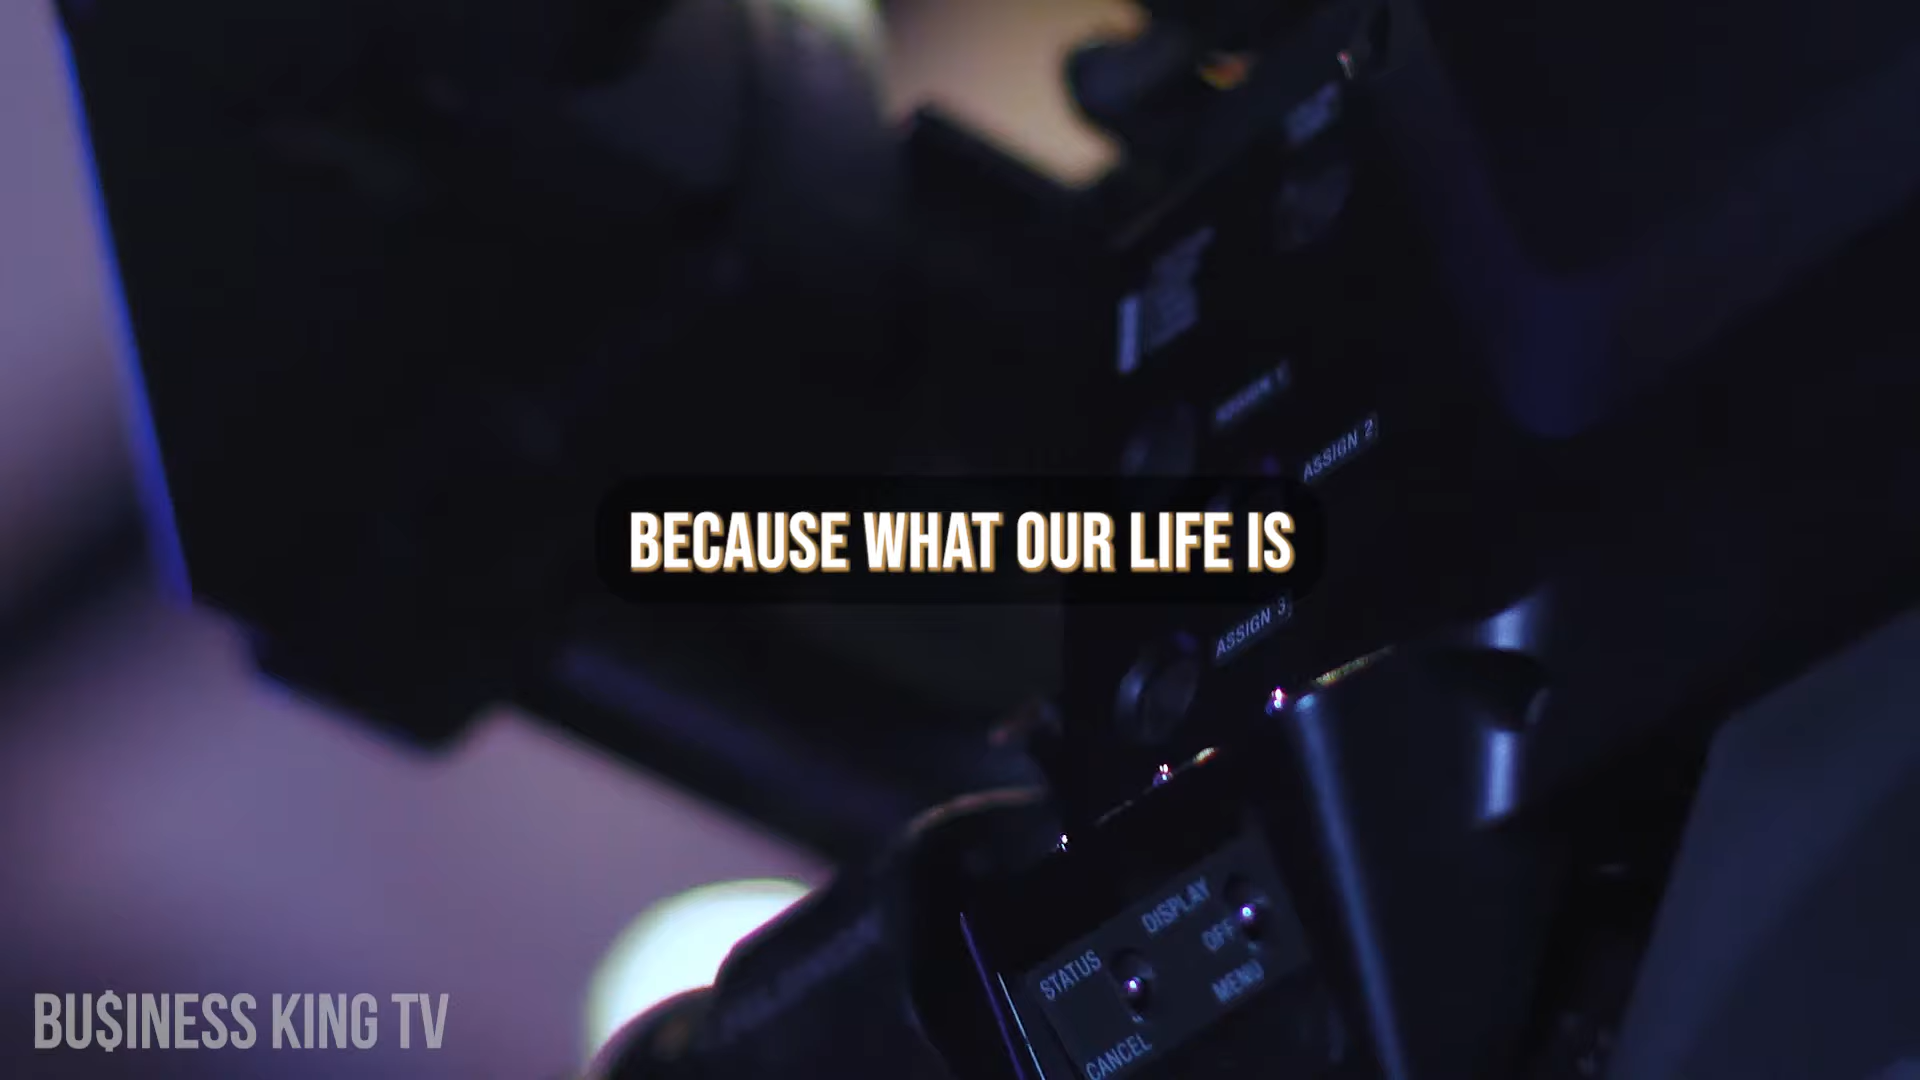 ASSIGN 2
BECAUSE WHAT OUR LIFE IS
ASSIGN 3
DISPLAY
OFF
STATUS
MENU
CANCEL
BU$INESS KING TV